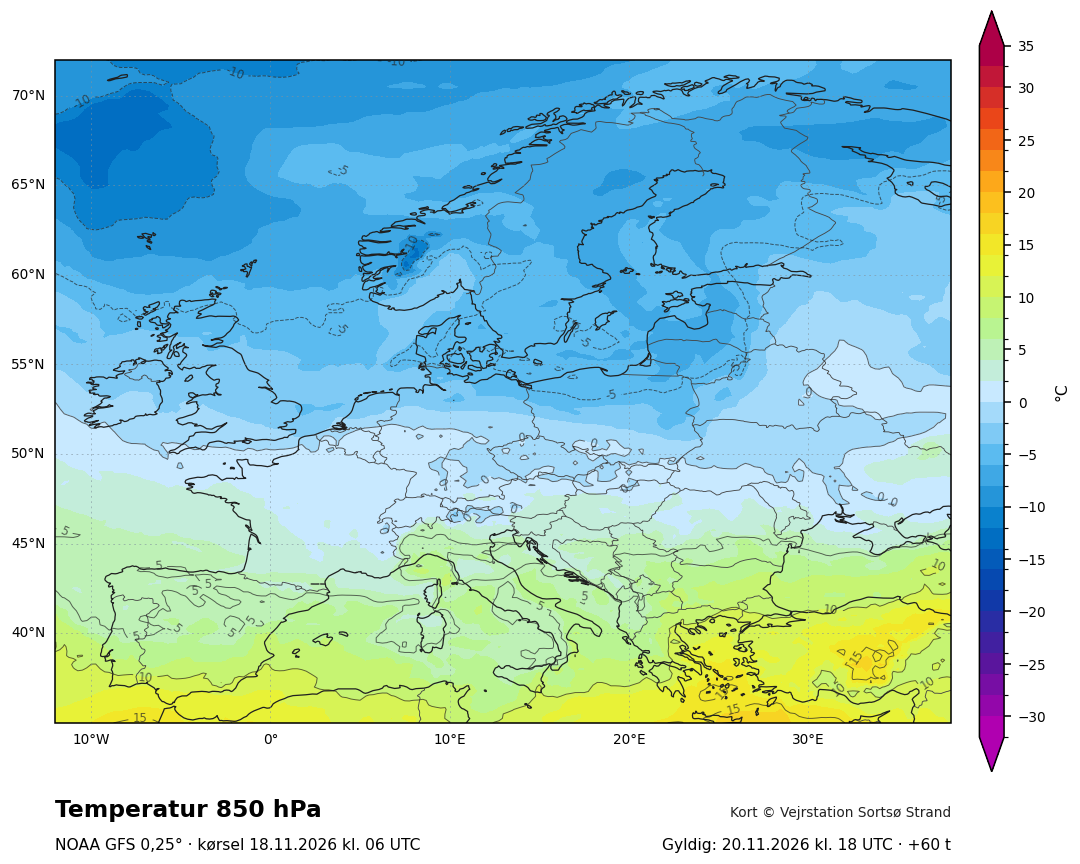 70°N
65°N
60°N
55°N
50°N
45°N
40°N
10°W
0°
10°E
20°E
30°E
35
30
25
20
15
10
5
0
−5
−10
−15
−20
−25
−30
°C
Temperatur 850 hPa
Kort © Vejrstation Sortsø Strand
NOAA GFS 0,25° · kørsel 18.11.2026 kl. 06 UTC
Gyldig: 20.11.2026 kl. 18 UTC · +60 t